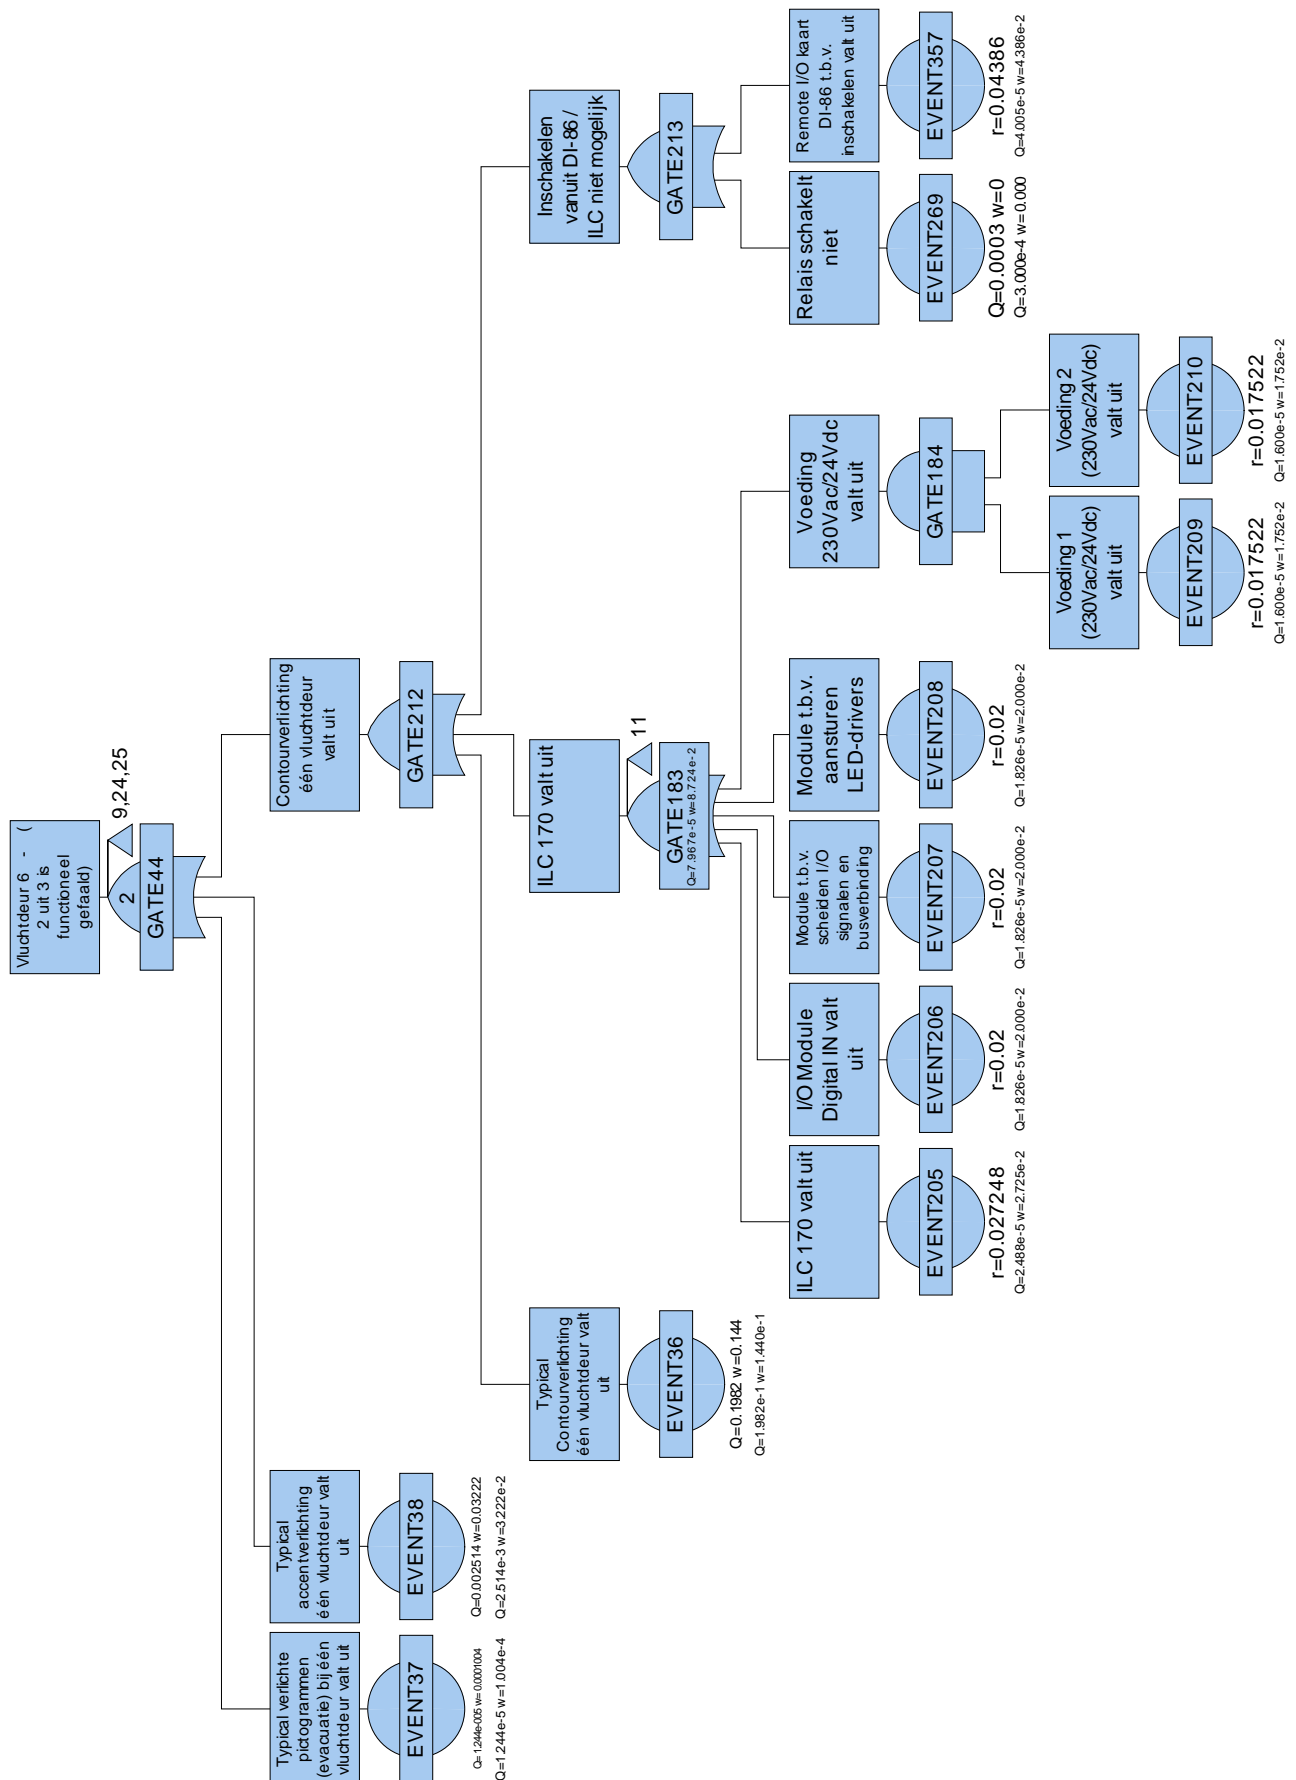 Vluchtdeur 6 - (
2 uit 3 is
functioneel
gefaald)
2
9,24,25
GATE44
Typical verlichte
pictogrammen
(evacuatie) bij één
vluchtdeur valt uit
EVENT37
Q=1.244e-005 w=0.0001004
Q=1.244e-5 w=1.004e-4
Typical
accentverlichting
één vluchtdeur valt
uit
EVENT38
Q=0.002514 w=0.03222
Q=2.514e-3 w=3.222e-2
Contourverlichting
één vluchtdeur
valt uit
GATE212
Typical
Contourverlichting
één vluchtdeur valt
uit
EVENT36
Q=0.1982 w=0.144
Q=1.982e-1 w=1.440e-1
ILC 170 valt uit
11
GATE183
Q=7.967e-5 w=8.724e-2
Inschakelen
vanuit DI-86 /
ILC niet mogelijk
GATE213
ILC 170 valt uit
EVENT205
r=0.027248
Q=2.488e-5 w=2.725e-2
I/O Module
Digital IN valt
uit
EVENT206
r=0.02
Q=1.826e-5 w=2.000e-2
Module t.b.v.
scheiden I/O
signalen en
busverbinding
EVENT207
r=0.02
Q=1.826e-5 w=2.000e-2
Module t.b.v.
aansturen
LED-drivers
EVENT208
r=0.02
Q=1.826e-5 w=2.000e-2
Voeding
230Vac/24Vdc
valt uit
GATE184
Relais schakelt
niet
EVENT269
Q=0.0003 w=0
Q=3.000e-4 w=0.000
Remote I/O kaart
DI-86 t.b.v.
inschakelen valt uit
EVENT357
r=0.04386
Q=4.005e-5 w=4.386e-2
Voeding 1
(230Vac/24Vdc)
valt uit
EVENT209
r=0.017522
Q=1.600e-5 w=1.752e-2
Voeding 2
(230Vac/24Vdc)
valt uit
EVENT210
r=0.017522
Q=1.600e-5 w=1.752e-2